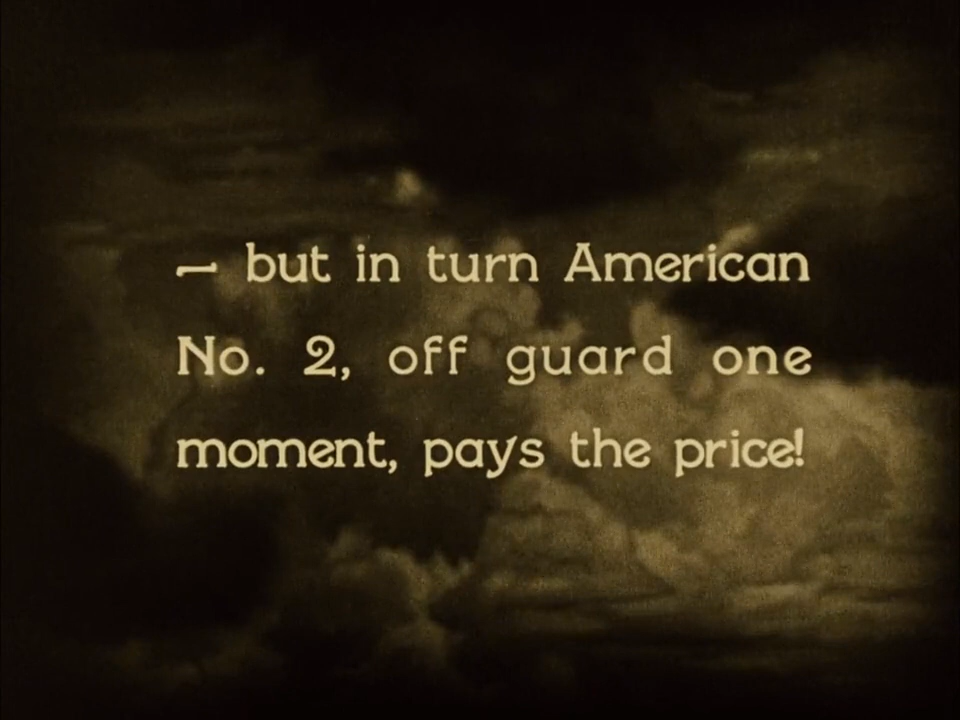 — but in turn American
No. 2, off guard one
moment, pays the price!